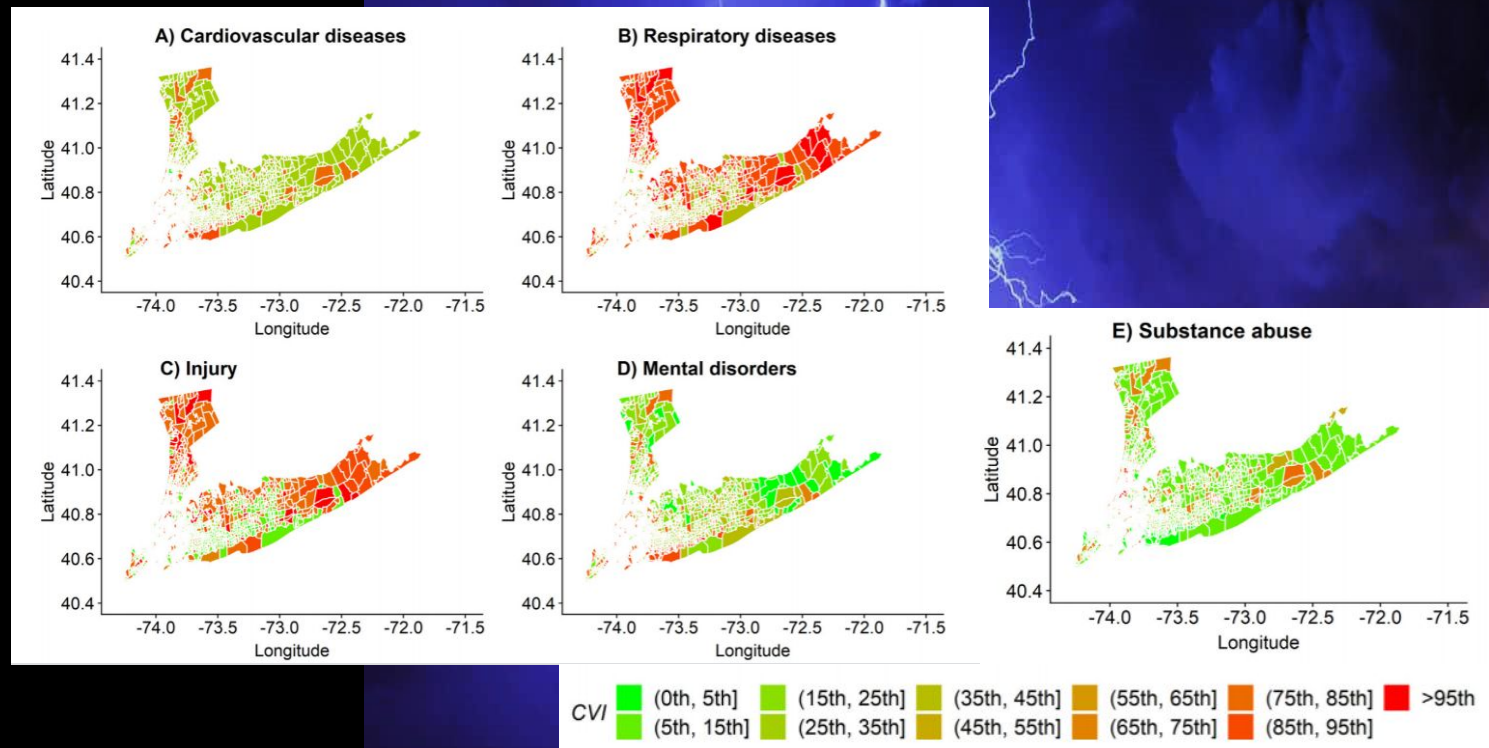 A) Cardiovascular diseases
41.4
41.2
41.0
40.8
40.6
40.4
Latitude
-74.0 -73.5 -73.0 -72.5 -72.0 -71.5
Longitude
B) Respiratory diseases
41.4
41.2
41.0
40.8
40.6
40.4
Latitude
-74.0 -73.5 -73.0 -72.5 -72.0 -71.5
Longitude
C) Injury
41.4
41.2
41.0
40.8
40.6
40.4
Latitude
-74.0 -73.5 -73.0 -72.5 -72.0 -71.5
Longitude
D) Mental disorders
41.4
41.2
41.0
40.8
40.6
40.4
Latitude
-74.0 -73.5 -73.0 -72.5 -72.0 -71.5
Longitude
E) Substance abuse
41.4
41.2
41.0
40.8
40.6
40.4
Latitude
-74.0 -73.5 -73.0 -72.5 -72.0 -71.5
Longitude
CVI
(0th, 5th] (15th, 25th] (35th, 45th] (55th, 65th] (75th, 85th] >95th
(5th, 15th] (25th, 35th] (45th, 55th] (65th, 75th] (85th, 95th]